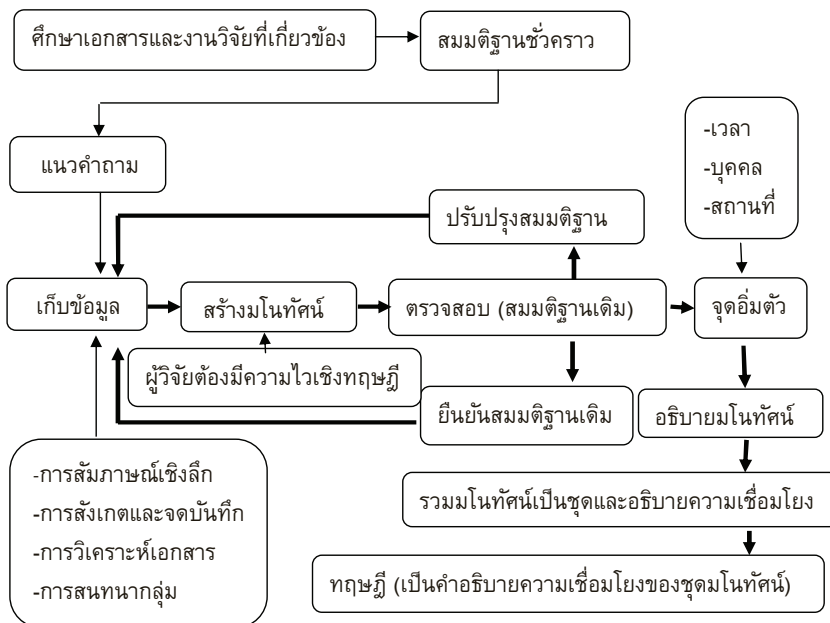 ศึกษาเอกสารและงานวิจัยที่เกี่ยวข้อง
สมมติฐานชั่วคราว
แนวคำถาม
-เวลา
-บุคคล
-สถานที่
ปรับปรุงสมมติฐาน
เก็บข้อมูล
สร้างมโนทัศน์
ตรวจสอบ (สมมติฐานเดิม)
จุดอิ่มตัว
ผู้วิจัยต้องมีความไวเชิงทฤษฎี
ยืนยันสมมติฐานเดิม
อธิบายมโนทัศน์
-การสัมภาษณ์เชิงลึก
-การสังเกตและจดบันทึก
-การวิเคราะห์เอกสาร
-การสนทนากลุ่ม
รวมมโนทัศน์เป็นชุดและอธิบายความเชื่อมโยง
ทฤษฎี (เป็นคำอธิบายความเชื่อมโยงของชุดมโนทัศน์)